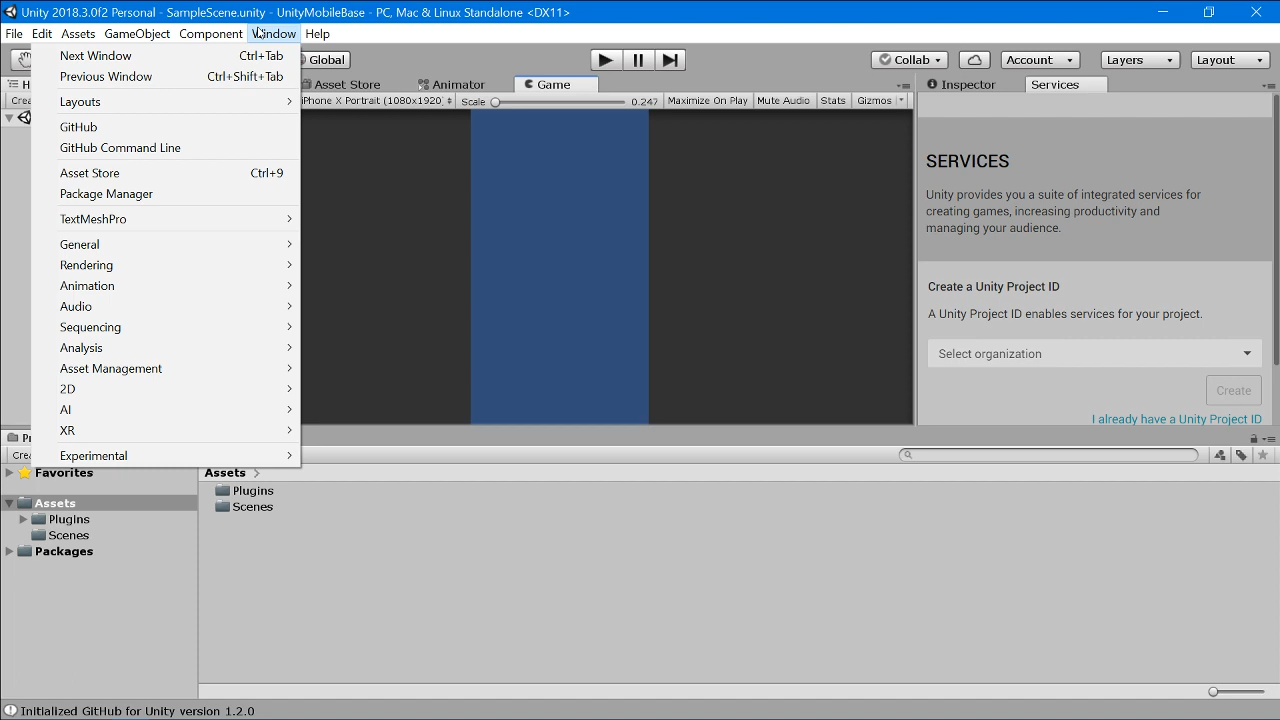 Unity 2018.3.0f2 Personal - SampleScene.unity - UnityMobileBase - PC, Mac & Linux Standalone <DX11>
File Edit Assets GameObject Component Window Help
Global
Collab
Account
Layers
Layout
Next Window Ctrl+Tab
Previous Window Ctrl+Shift+Tab
Layouts
GitHub
GitHub Command Line
Asset Store Ctrl+9
Package Manager
TextMeshPro
General
Rendering
Animation
Audio
Sequencing
Analysis
Asset Management
2D
AI
XR
Experimental
Asset Store
Animator
Game
iPhone X Portrait (1080x1920) Scale 0.247 Maximize On Play Mute Audio Stats Gizmos
Inspector
Services
SERVICES
Unity provides you a suite of integrated services for
creating games, increasing productivity and
managing your audience.
Create a Unity Project ID
A Unity Project ID enables services for your project.
Select organization
Create
I already have a Unity Project ID
Favorites
Assets
Plugins
Scenes
Packages
Assets
Plugins
Scenes
Initialized GitHub for Unity version 1.2.0